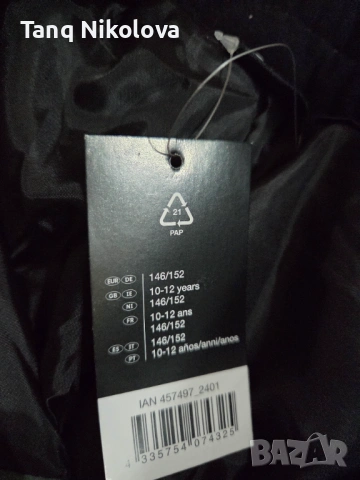 Tanq Nikolova
21
PAP
EUR DE 146/152
GB IE 10-12 years
NI 146/152
FR 10-12 ans
146/152
ES IT 146/152
PT 10-12 años/anni/anos
IAN 457497_2401
4 335754 074325
BAZAR